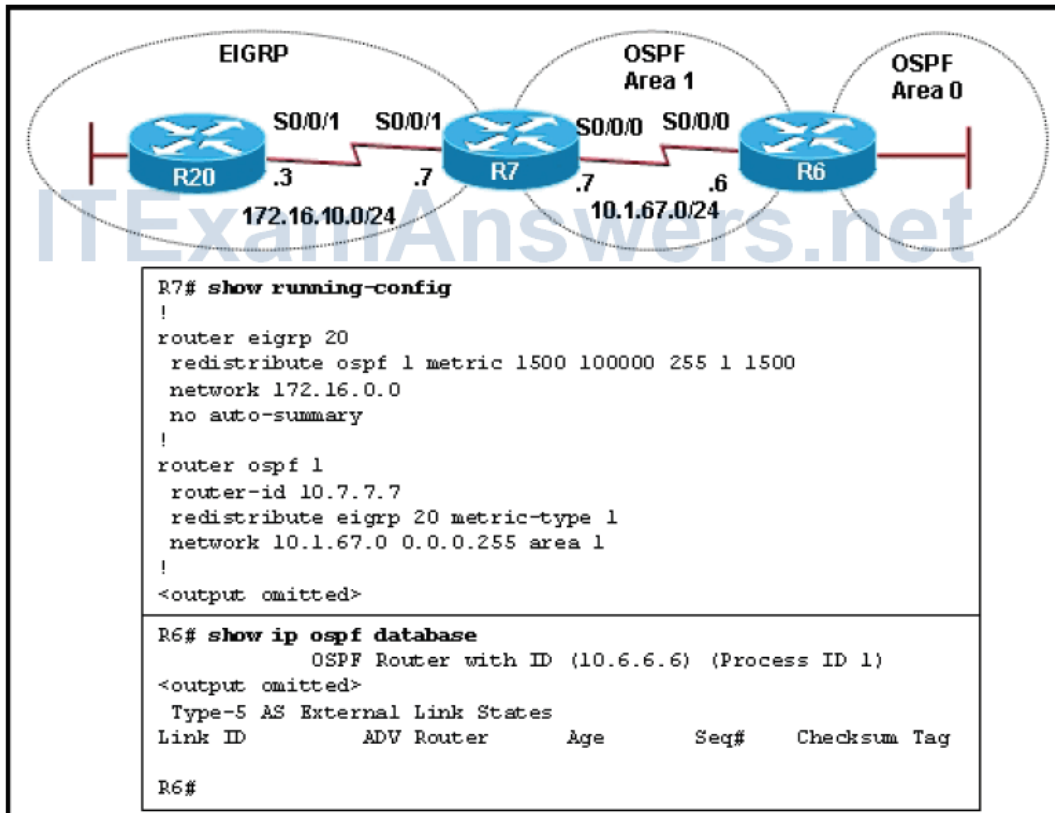 EIGRP
OSPF
Area 1
OSPF
Area 0
S0/0/1
S0/0/1
S0/0/0
S0/0/0
R20
R7
R6
.3
.7
.7
.6
172.16.10.0/24
10.1.67.0/24
ITExamAnswers.net
R7# show running-config
!
router eigrp 20
 redistribute ospf 1 metric 1500 100000 255 1 1500
 network 172.16.0.0
 no auto-summary
!
router ospf 1
 router-id 10.7.7.7
 redistribute eigrp 20 metric-type 1
 network 10.1.67.0 0.0.0.255 area 1
!
<output omitted>
R6# show ip ospf database
OSPF Router with ID (10.6.6.6) (Process ID 1)
<output omitted>
 Type-5 AS External Link States
Link ID ADV Router Age Seq# Checksum Tag
R6#